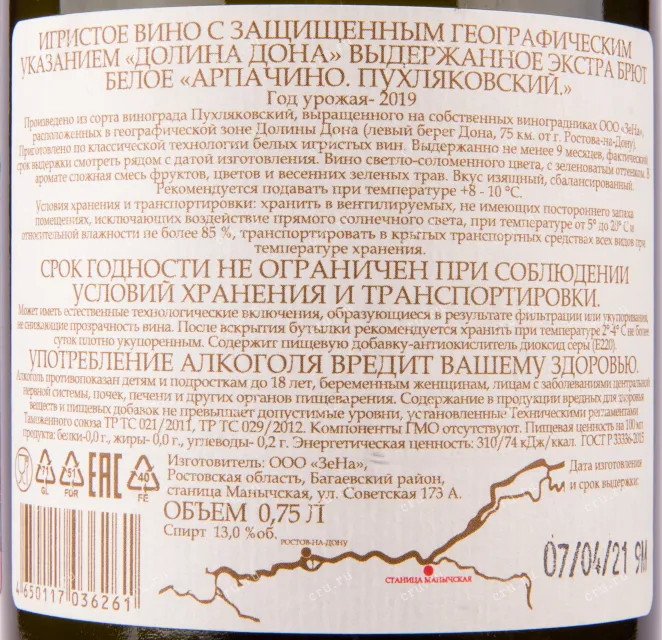 ИГРИСТОЕ ВИНО С ЗАЩИЩЕННЫМ ГЕОГРАФИЧЕСКИМ
УКАЗАНИЕМ «ДОЛИНА ДОНА» ВЫДЕРЖАННОЕ ЭКСТРА БРЮТ
БЕЛОЕ «АРПАЧИНО. ПУХЛЯКОВСКИЙ.»
Год урожая- 2019
Произведено из сорта винограда Пухляковский, выращенного на собственных виноградниках ООО «ЗеНа»,
расположенных в географической зоне Долины Дона (левый берег Дона, 75 км. от г. Ростова-на-Дону).
Приготовлено по классической технологии белых игристых вин. Выдержанно не менее 9 месяцев, фактический
срок выдержки смотреть рядом с датой изготовления. Вино светло-соломенного цвета, с зеленоватым оттенком. В
аромате сложная смесь фруктов, цветов и весенних зеленых трав. Вкус изящный, сбалансированный.
Рекомендуется подавать при температуре +8 - 10 °С.
Условия хранения и транспортировки: хранить в вентилируемых, не имеющих постороннего запаха
помещениях, исключающих воздействие прямого солнечного света, при температуре от 5° до 20° С и
относительной влажности не более 85 %, транспортировать в крытых транспортных средствах всех видов при
температуре хранения.
СРОК ГОДНОСТИ НЕ ОГРАНИЧЕН ПРИ СОБЛЮДЕНИИ
УСЛОВИЙ ХРАНЕНИЯ И ТРАНСПОРТИРОВКИ.
Может иметь естественные технологические включения, образующиеся в результате фильтрации или укупоривания,
не снижающие прозрачность вина. После вскрытия бутылки рекомендуется хранить при температуре 2°-4° С не более
суток плотно укупоренным. Содержит пищевую добавку-антиокислитель диоксид серы (Е220).
УПОТРЕБЛЕНИЕ АЛКОГОЛЯ ВРЕДИТ ВАШЕМУ ЗДОРОВЬЮ.
Алкоголь противопоказан детям и подросткам до 18 лет, беременным женщинам, лицам с заболеваниями центральной
нервной системы, почек, печени и других органов пищеварения. Содержание в продукции вредных для здоровья
веществ и пищевых добавок не превышает допустимые уровни, установленные Техническими регламентами
Таможенного союза ТР ТС 021/2011, ТР ТС 029/2012. Компоненты ГМО отсутствуют. Пищевая ценность на 100 мл
продукта: белки-0,0 г., жиры- 0,0 г., углеводы- 0,2 г. Энергетическая ценность: 310/74 кДж/ккал. ГОСТ Р 33336-2015
71 GL
51 FOR
EAC
40 FE
Изготовитель: ООО «ЗеНа»,
Ростовская область, Багаевский район,
станица Манычская, ул. Советская 173 А.
ОБЪЕМ 0,75 Л
Спирт 13,0 %об.
Дата изготовления
и срок выдержки:
РОСТОВ-НА-ДОНУ
СТАНИЦА МАНЫЧСКАЯ
07/04/21 9М
4 650117 036261
cru.ru